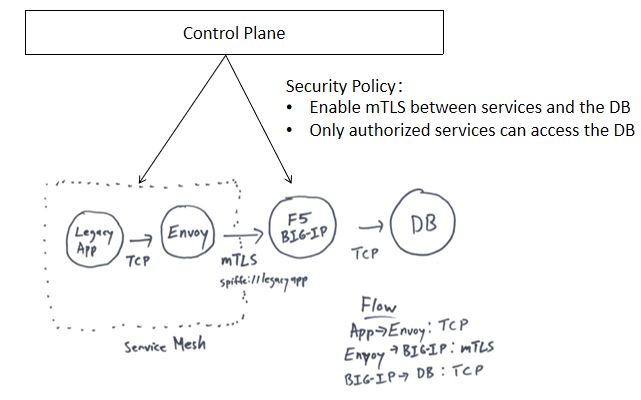 Control Plane
Security Policy：
• Enable mTLS between services and the DB
• Only authorized services can access the DB
Legacy
App
TCP
Envoy
mTLS
spiffe://legacyapp
F5
BIG-IP
TCP
DB
Service Mesh
Flow
App→Envoy: TCP
Envoy→BIG-IP: mTLS
BIG-IP→ DB: TCP